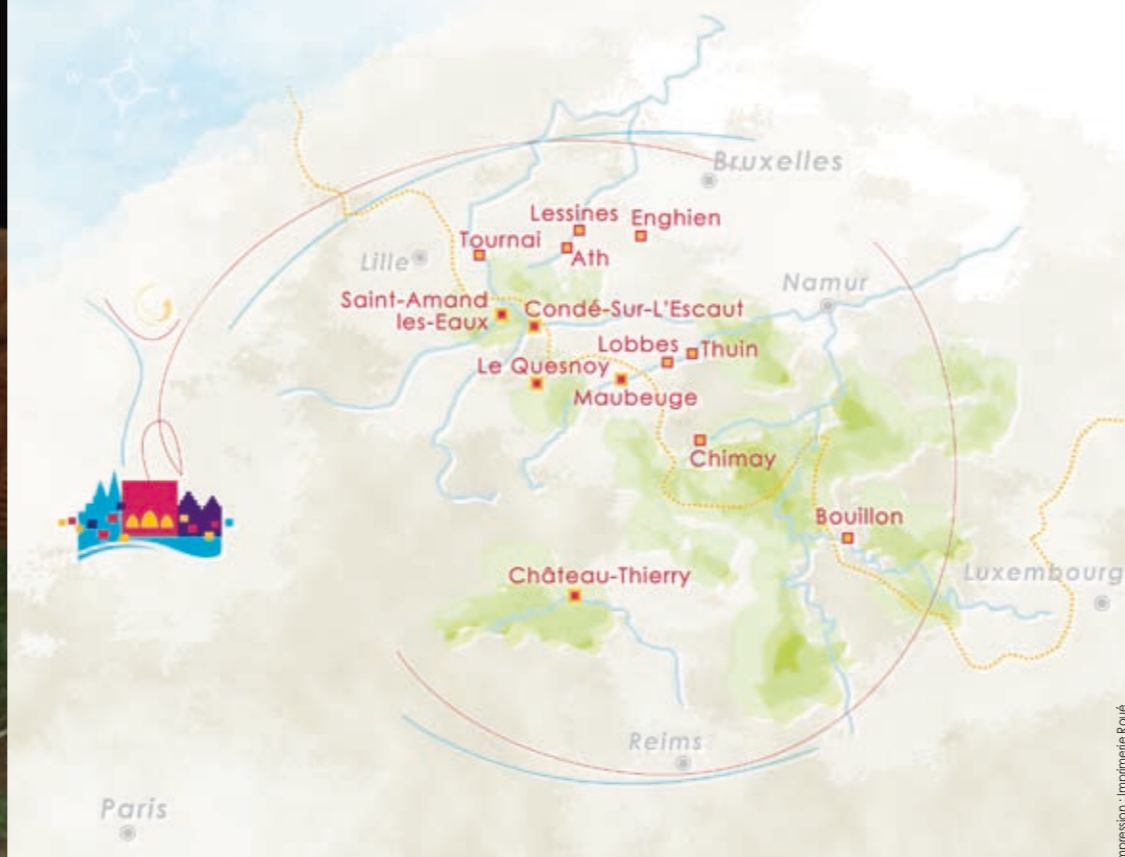 N
W
E
Bruxelles
Lessines
Enghien
Tournai
Ath
Lille
Namur
Saint-Amand
les-Eaux
Condé-Sur-L'Escaut
Lobbes
Thuin
Le Quesnoy
Maubeuge
Chimay
Bouillon
Château-Thierry
Luxembourg
Reims
Paris
Impression : Imprimerie Roué